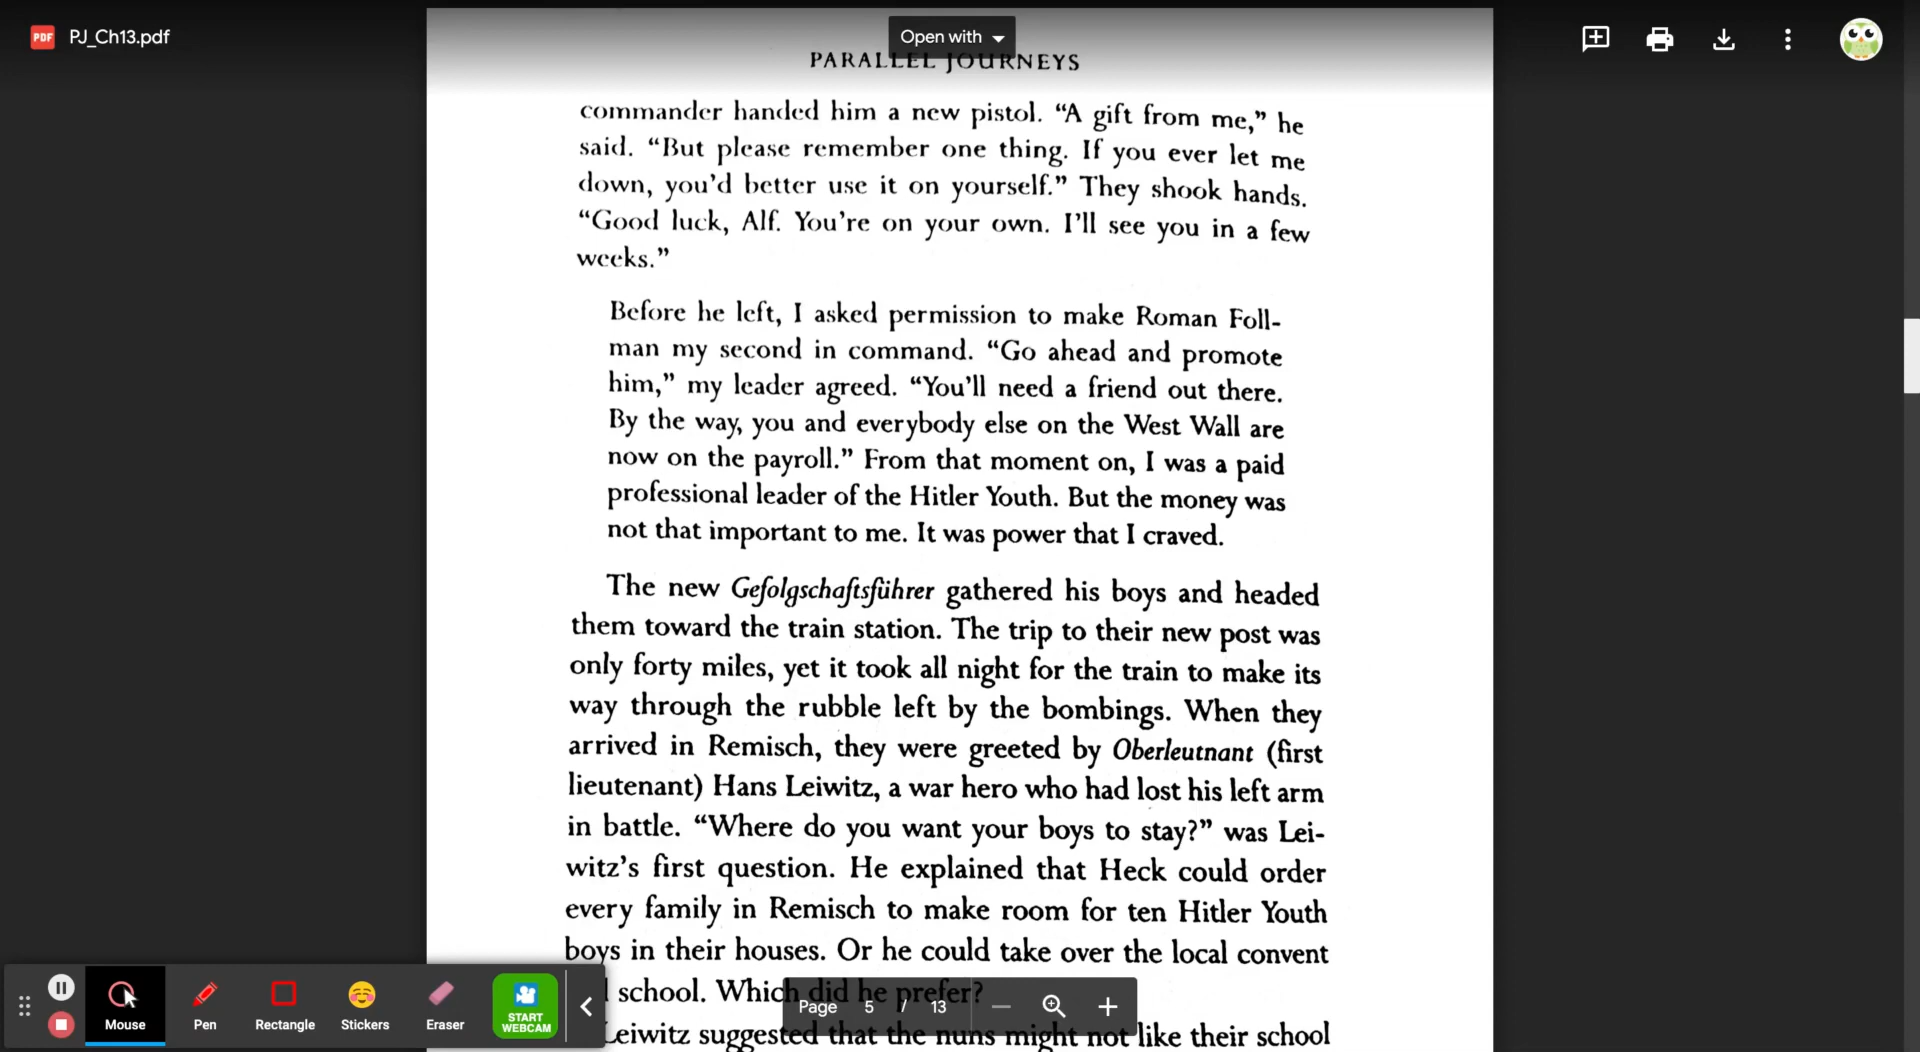 PJ_Ch13.pdf
Open with
PARALLEL JOURNEYS
commander handed him a new pistol. “A gift from me,” he
said. “But please remember one thing. If you ever let me
down, you’d better use it on yourself.” They shook hands.
“Good luck, Alf. You’re on your own. I’ll see you in a few
weeks.”
Before he left, I asked permission to make Roman Foll-
man my second in command. “Go ahead and promote
him,” my leader agreed. “You’ll need a friend out there.
By the way, you and everybody else on the West Wall are
now on the payroll.” From that moment on, I was a paid
professional leader of the Hitler Youth. But the money was
not that important to me. It was power that I craved.
The new Gefolgschaftsführer gathered his boys and headed
them toward the train station. The trip to their new post was
only forty miles, yet it took all night for the train to make its
way through the rubble left by the bombings. When they
arrived in Remisch, they were greeted by Oberleutnant (first
lieutenant) Hans Leiwitz, a war hero who had lost his left arm
in battle. “Where do you want your boys to stay?” was Lei-
witz’s first question. He explained that Heck could order
every family in Remisch to make room for ten Hitler Youth
boys in their houses. Or he could take over the local convent
school. Which did he prefer?
Leiwitz suggested that the nuns might not like their school
Page 5 / 13
Mouse
Pen
Rectangle
Stickers
Eraser
START
WEBCAM
PDF